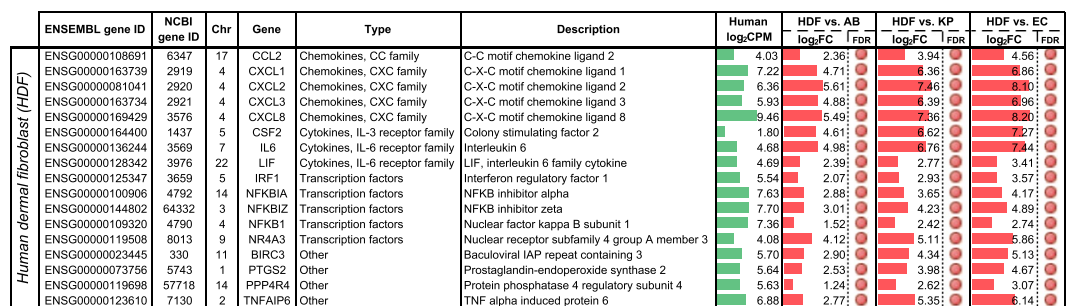 ENSEMBL gene ID NCBI gene ID Chr Gene Type Description Human log2CPM HDF vs. AB log2FC FDR HDF vs. KP log2FC FDR HDF vs. EC log2FC FDR
Human dermal fibroblast (HDF)
ENSG00000108691 6347 17 CCL2 Chemokines, CC family C-C motif chemokine ligand 2 4.03 2.36 3.94 4.56
ENSG00000163739 2919 4 CXCL1 Chemokines, CXC family C-X-C motif chemokine ligand 1 7.22 4.71 6.36 6.86
ENSG00000081041 2920 4 CXCL2 Chemokines, CXC family C-X-C motif chemokine ligand 2 6.36 5.61 7.46 8.10
ENSG00000163734 2921 4 CXCL3 Chemokines, CXC family C-X-C motif chemokine ligand 3 5.93 4.88 6.39 6.96
ENSG00000169429 3576 4 CXCL8 Chemokines, CXC family C-X-C motif chemokine ligand 8 9.46 5.49 7.36 8.20
ENSG00000164400 1437 5 CSF2 Cytokines, IL-3 receptor family Colony stimulating factor 2 1.80 4.61 6.62 7.27
ENSG00000136244 3569 7 IL6 Cytokines, IL-6 receptor family Interleukin 6 4.68 4.98 6.76 7.44
ENSG00000128342 3976 22 LIF Cytokines, IL-6 receptor family LIF, interleukin 6 family cytokine 4.69 2.39 2.77 3.41
ENSG00000125347 3659 5 IRF1 Transcription factors Interferon regulatory factor 1 5.54 2.07 2.93 3.57
ENSG00000100906 4792 14 NFKBIA Transcription factors NFKB inhibitor alpha 7.63 2.88 3.65 4.17
ENSG00000144802 64332 3 NFKBIZ Transcription factors NFKB inhibitor zeta 7.70 3.01 4.23 4.89
ENSG00000109320 4790 4 NFKB1 Transcription factors Nuclear factor kappa B subunit 1 7.36 1.52 2.42 2.74
ENSG00000119508 8013 9 NR4A3 Transcription factors Nuclear receptor subfamily 4 group A member 3 4.08 4.12 5.11 5.86
ENSG00000023445 330 11 BIRC3 Other Baculoviral IAP repeat containing 3 5.70 2.90 4.34 5.13
ENSG00000073756 5743 1 PTGS2 Other Prostaglandin-endoperoxide synthase 2 5.64 2.53 3.98 4.67
ENSG00000119698 57718 14 PPP4R4 Other Protein phosphatase 4 regulatory subunit 4 5.63 1.24 2.62 3.07
ENSG00000123610 7130 2 TNFAIP6 Other TNF alpha induced protein 6 6.88 2.77 5.35 6.14